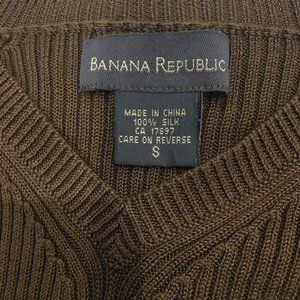 BANANA REPUBLIC
MADE IN CHINA
100% SILK
CA 17897
CARE ON REVERSE
S